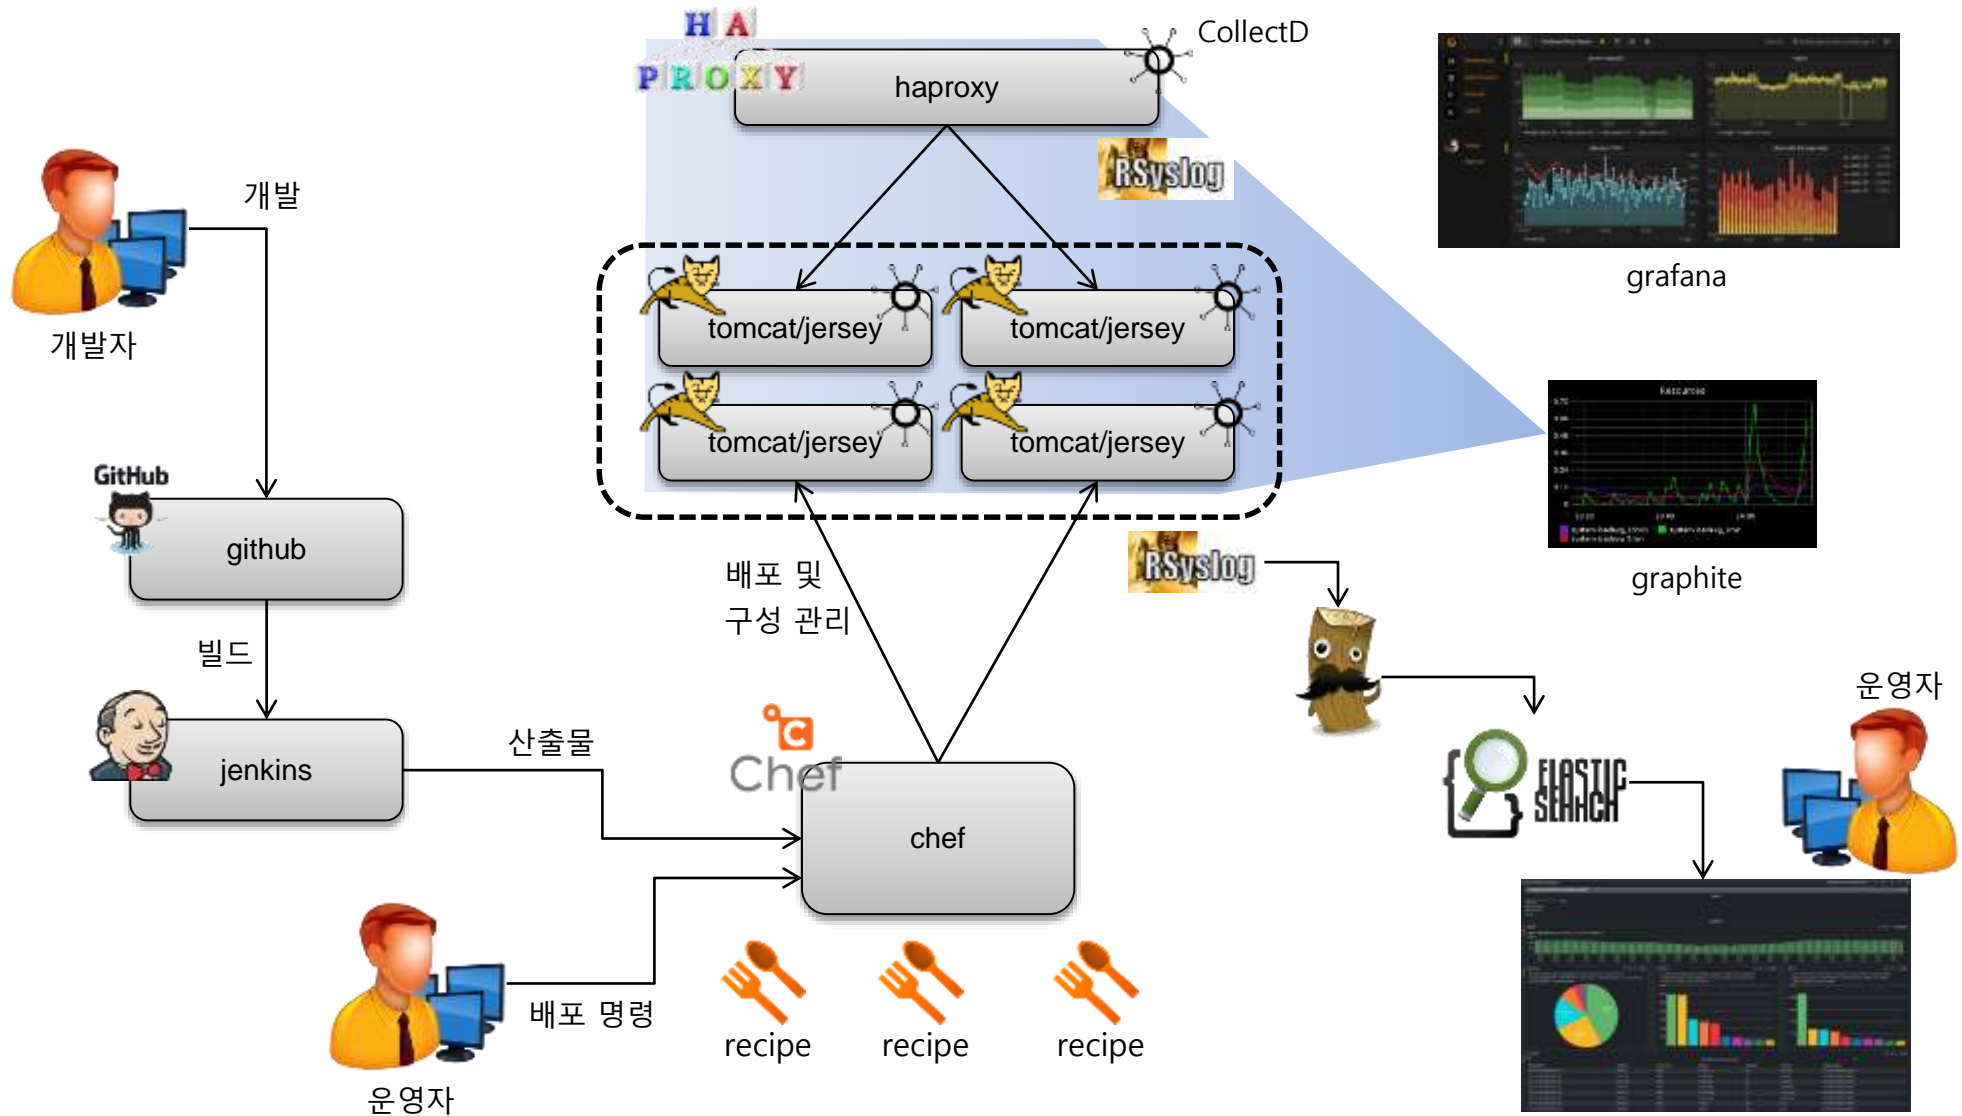 HA
PROXY
CollectD
haproxy
RSyslog
개발
개발자
grafana
tomcat/jersey
tomcat/jersey
tomcat/jersey
tomcat/jersey
Resources
graphite
GitHub
github
RSyslog
배포 및
구성 관리
빌드
운영자
jenkins
산출물
Chef
chef
ELASTIC
SEARCH
배포 명령
recipe
recipe
recipe
운영자